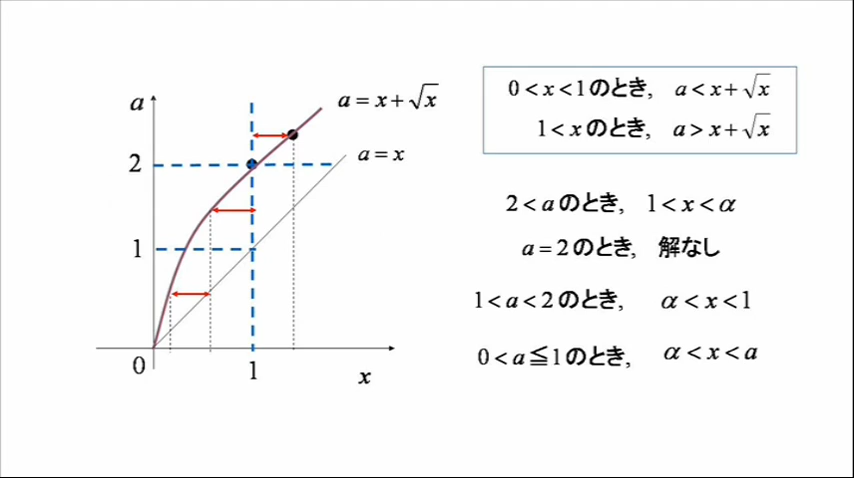 a
a = x + √x
a = x
2
1
0
1
x
0 < x < 1 のとき, a < x + √x
1 < x のとき, a > x + √x
2 < a のとき, 1 < x < α
a = 2 のとき, 解なし
1 < a < 2 のとき, α < x < 1
0 < a ≦ 1 のとき, α < x < a